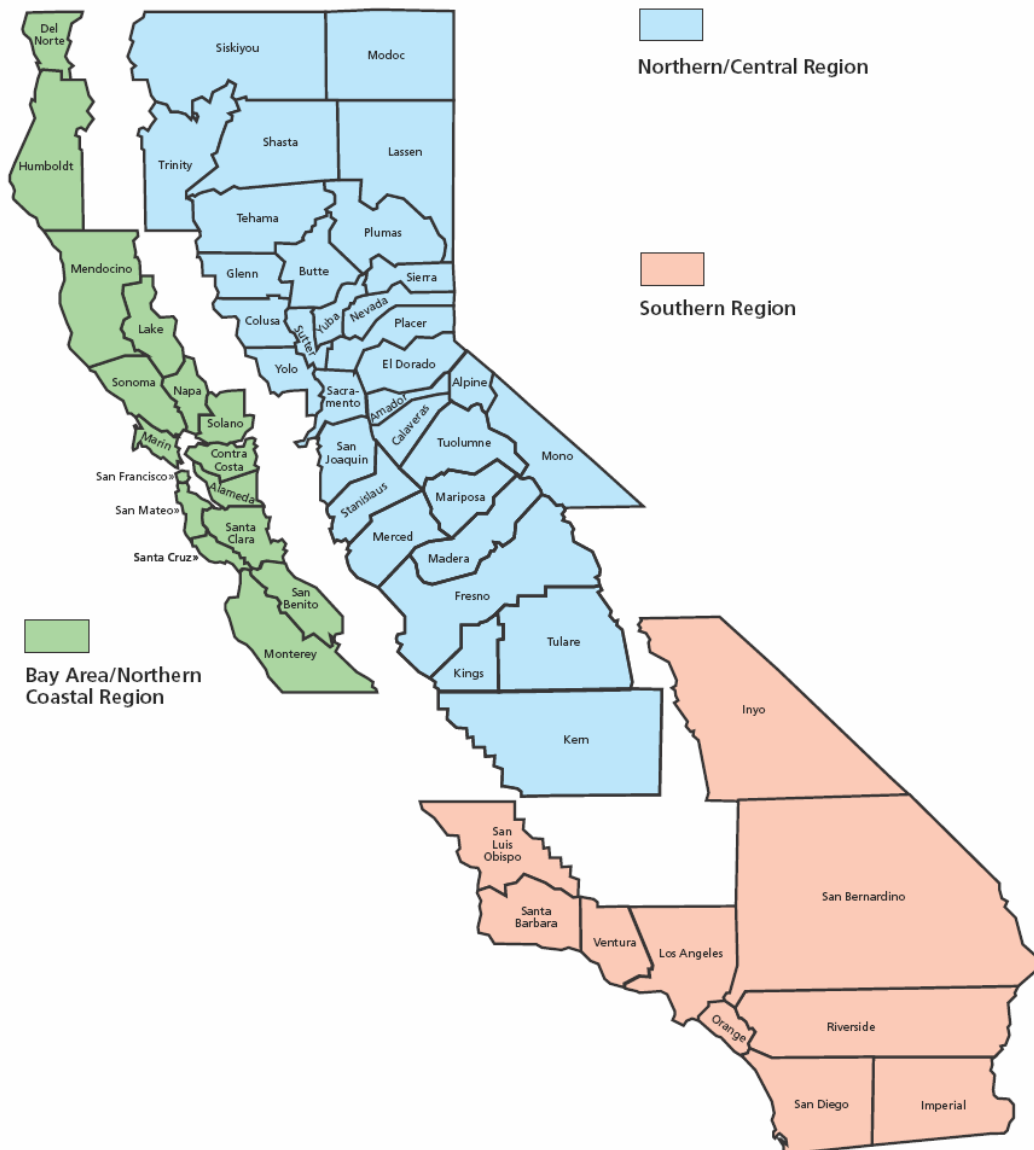 Del
Norte
Siskiyou
Modoc
Northern/Central Region
Humboldt
Trinity
Shasta
Lassen
Tehama
Plumas
Mendocino
Glenn
Butte
Sierra
Lake
Colusa
Sutter
Yuba
Nevada
Placer
Southern Region
Sonoma
Napa
Yolo
El Dorado
Solano
Sacra-
mento
Amador
Alpine
Marin
Contra
Costa
San
Joaquin
Calaveras
Tuolumne
Mono
San Francisco»
Alameda
Stanislaus
Mariposa
San Mateo»
Santa
Clara
Merced
Madera
Santa Cruz»
San
Benito
Fresno
Monterey
Kings
Tulare
Bay Area/Northern
Coastal Region
Kern
Inyo
San
Luis
Obispo
Santa
Barbara
Ventura
Los Angeles
San Bernardino
Orange
Riverside
San Diego
Imperial